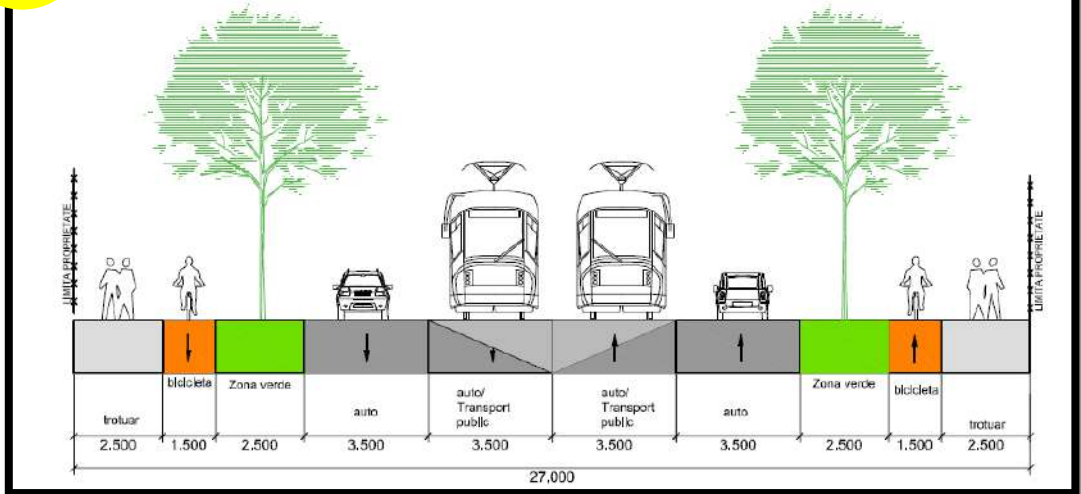 LIMITA PROPRIETATE
LIMITA PROPRIETATE
bicicleta
Zona verde
Zona verde
bicicleta
trotuar
auto
auto/
Transport
public
auto/
Transport
public
auto
trotuar
2.500
1.500
2.500
3.500
3.500
3.500
3.500
2.500
1.500
2.500
27,000